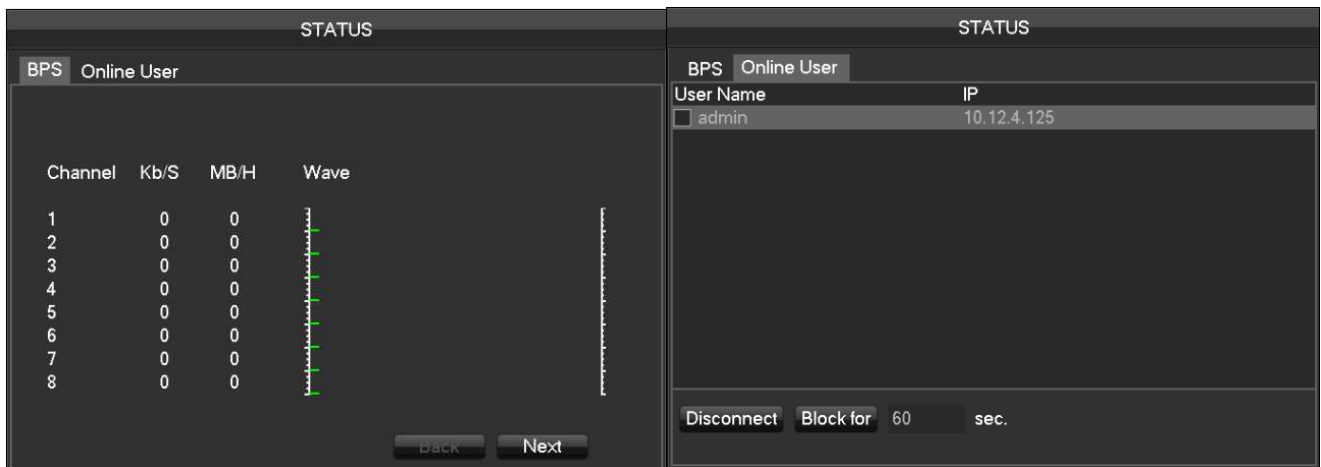 STATUS
BPS Online User
Channel Kb/S MB/H Wave
1 0 0
2 0 0
3 0 0
4 0 0
5 0 0
6 0 0
7 0 0
8 0 0
Back Next
STATUS
BPS Online User
User Name IP
admin 10.12.4.125
Disconnect Block for 60 sec.